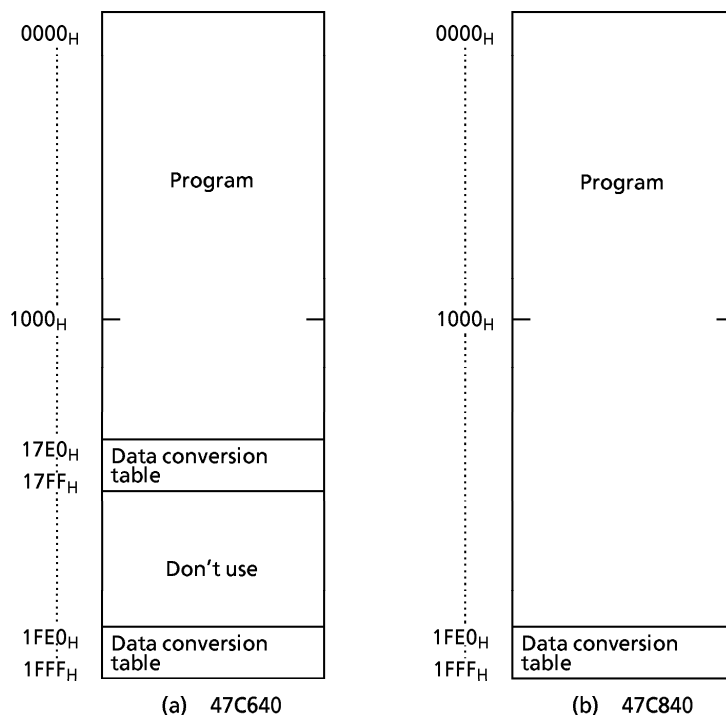 0000H
Program
1000H
17E0H
Data conversion
table
17FFH
Don't use
1FE0H
Data conversion
table
1FFFH
(a) 47C640
0000H
Program
1000H
1FE0H
Data conversion
table
1FFFH
(b) 47C840